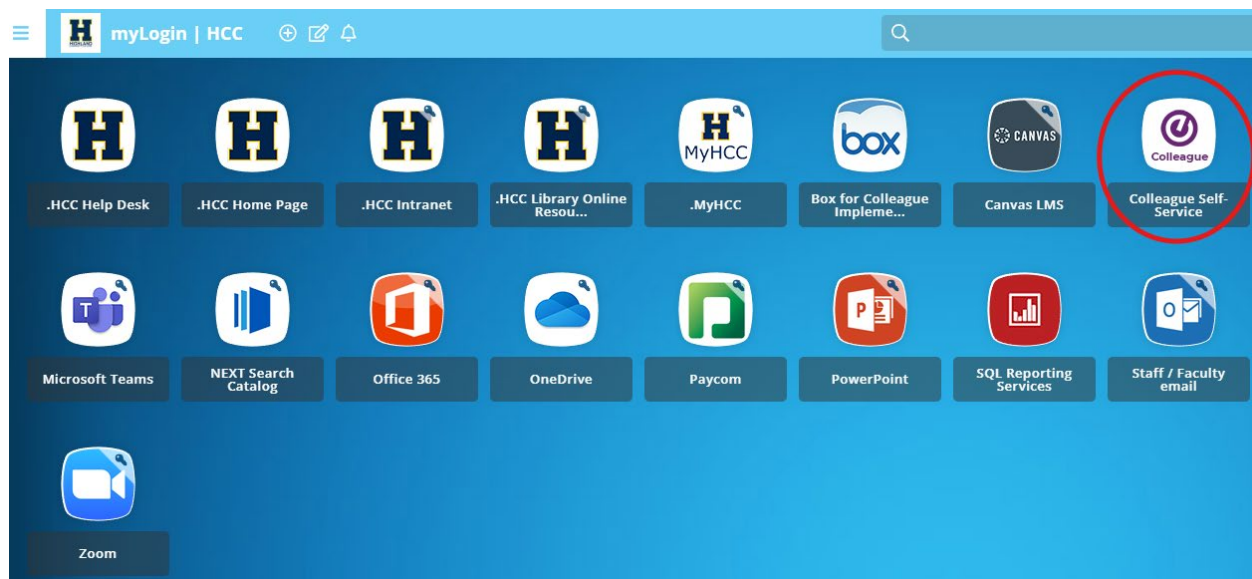 myLogin | HCC
H
H
H
H
H
MyHCC
box
CANVAS
Colleague
.HCC Help Desk
.HCC Home Page
.HCC Intranet
.HCC Library Online
Resou...
.MyHCC
Box for Colleague
Impleme...
Canvas LMS
Colleague Self-
Service
T
P
O
Microsoft Teams
NEXT Search
Catalog
Office 365
OneDrive
Paycom
PowerPoint
SQL Reporting
Services
Staff / Faculty
email
Zoom